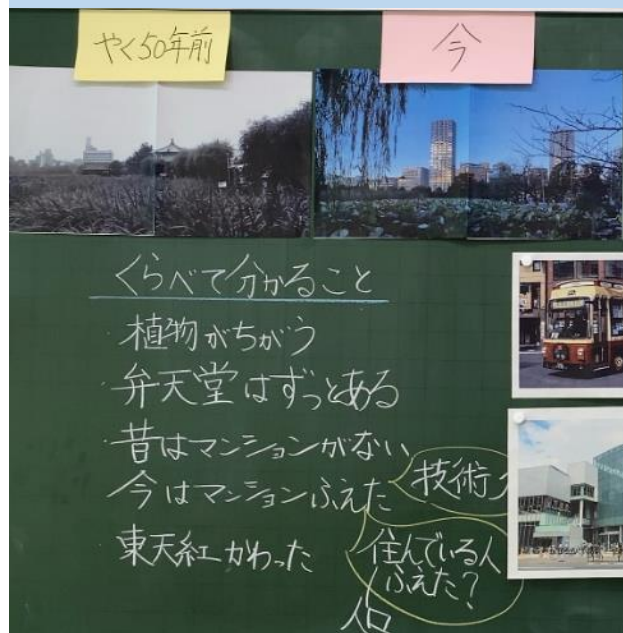 やく50年前
今
くらべて分かること
・植物がちがう
・弁天堂はずっとある
・昔はマンションがない
今はマンションふえた
技術
・東天紅かわった
住んでいる人
ふえた?
人口